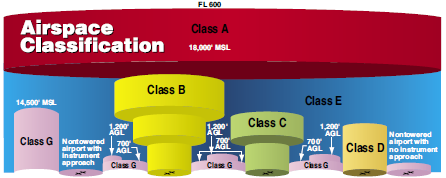 FL 600
Airspace
Classification
Class A
18,000' MSL
Class B
Class E
14,500' MSL
Class C
Class G
Nontowered
airport with
instrument
approach
1,200'
AGL
700'
AGL
Class G
1,200'
AGL
700'
AGL
Class G
1,200'
AGL
700'
AGL
Class G
Class D
Nontowered
airport with
no instrument
approach